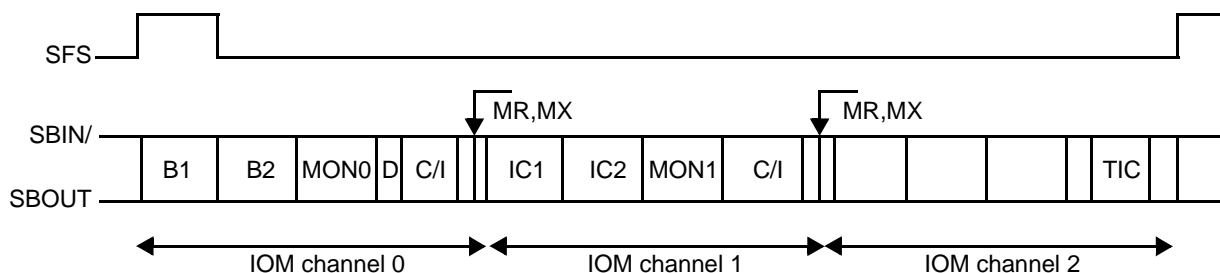 SFS
MR,MX MR,MX
SBIN/
B1 B2 MON0 D C/I IC1 IC2 MON1 C/I TIC
SBOUT
IOM channel 0 IOM channel 1 IOM channel 2